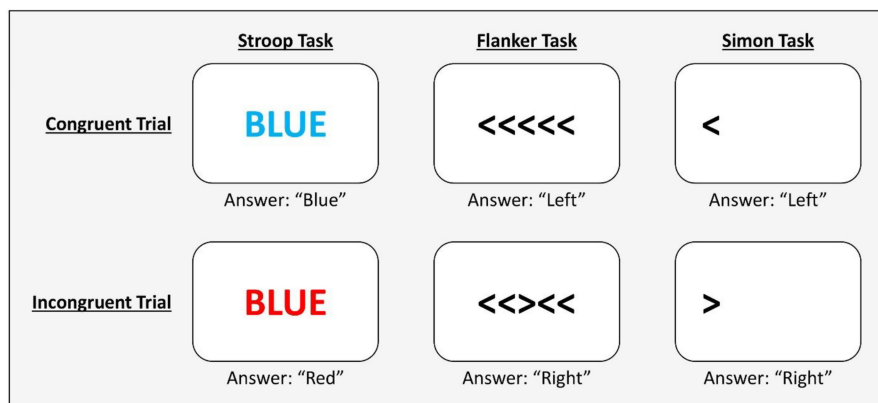 Stroop Task Flanker Task Simon Task
Congruent Trial BLUE <<<<< <
Answer: “Blue” Answer: “Left” Answer: “Left”
Incongruent Trial BLUE <<><< >
Answer: “Red” Answer: “Right” Answer: “Right”